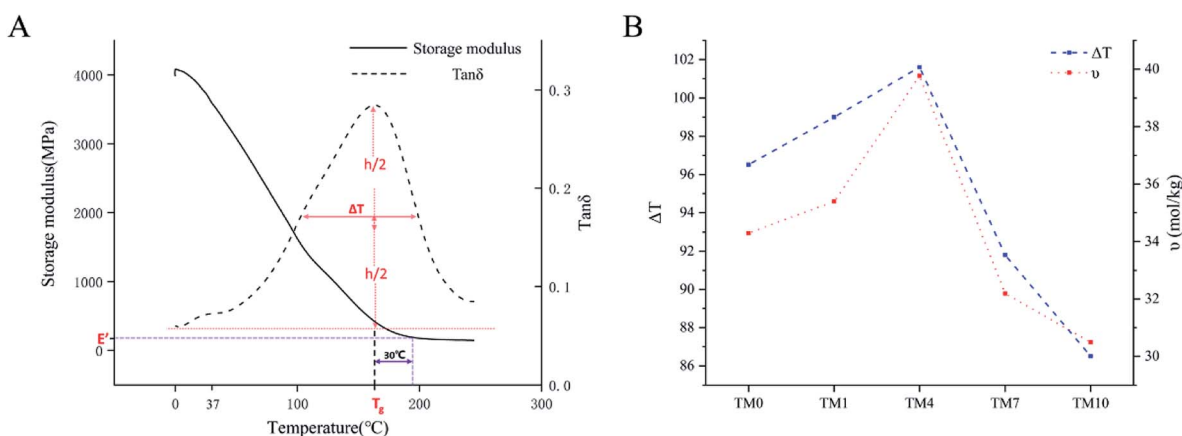 A
Storage modulus
Tanδ
4000
3000
2000
1000
0
E'
Storage modulus(MPa)
0.3
0.2
0.1
0.0
Tanδ
h/2
ΔT
h/2
30℃
0
37
100
T_g
200
300
Temperature(℃)
B
ΔT
υ
102
100
98
96
94
92
90
88
86
ΔT
40
38
36
34
32
30
υ (mol/kg)
TM0
TM1
TM4
TM7
TM10